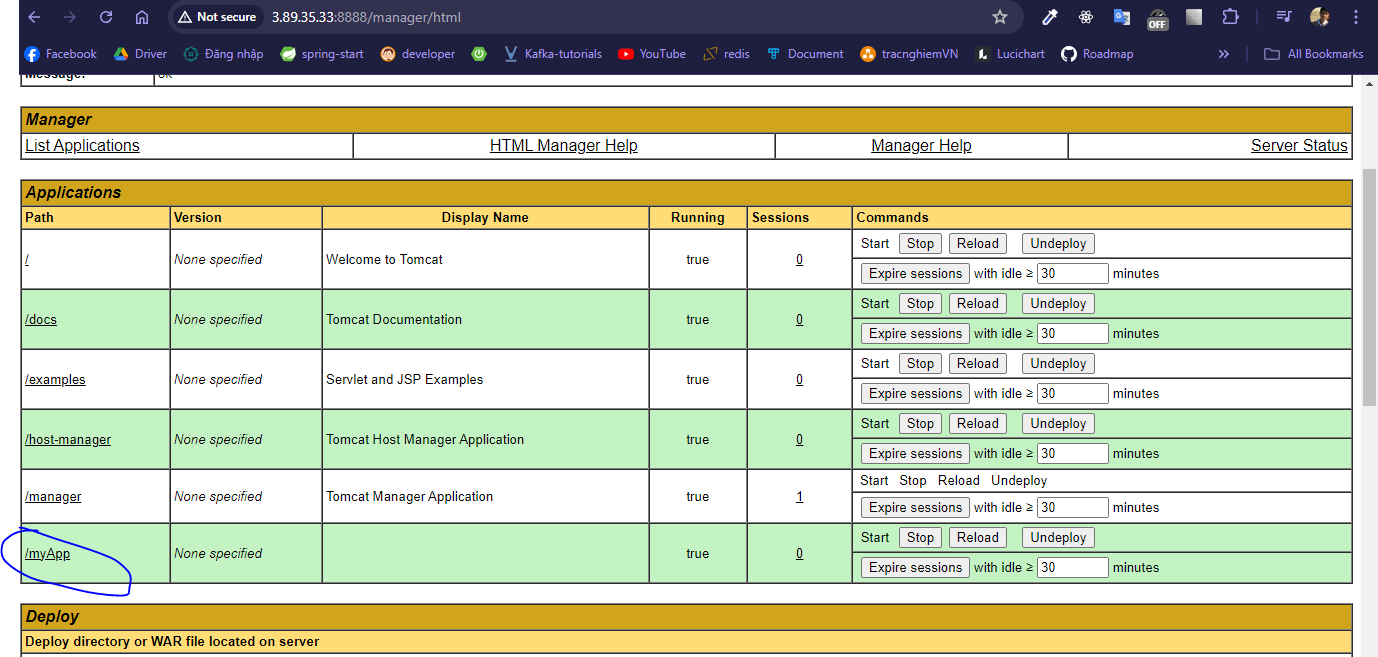 Not secure 3.89.35.33:8888/manager/html
OFF
Facebook Driver Đăng nhập spring-start developer Kafka-tutorials YouTube redis Document tracnghiemVN Lucichart Roadmap » All Bookmarks
Message: OK
Manager
List Applications HTML Manager Help Manager Help Server Status
Applications
Path Version Display Name Running Sessions Commands
/ None specified Welcome to Tomcat true 0 Start Stop Reload Undeploy
Expire sessions with idle ≥ 30 minutes
/docs None specified Tomcat Documentation true 0 Start Stop Reload Undeploy
Expire sessions with idle ≥ 30 minutes
/examples None specified Servlet and JSP Examples true 0 Start Stop Reload Undeploy
Expire sessions with idle ≥ 30 minutes
/host-manager None specified Tomcat Host Manager Application true 0 Start Stop Reload Undeploy
Expire sessions with idle ≥ 30 minutes
/manager None specified Tomcat Manager Application true 1 Start Stop Reload Undeploy
Expire sessions with idle ≥ 30 minutes
/myApp None specified true 0 Start Stop Reload Undeploy
Expire sessions with idle ≥ 30 minutes
Deploy
Deploy directory or WAR file located on server